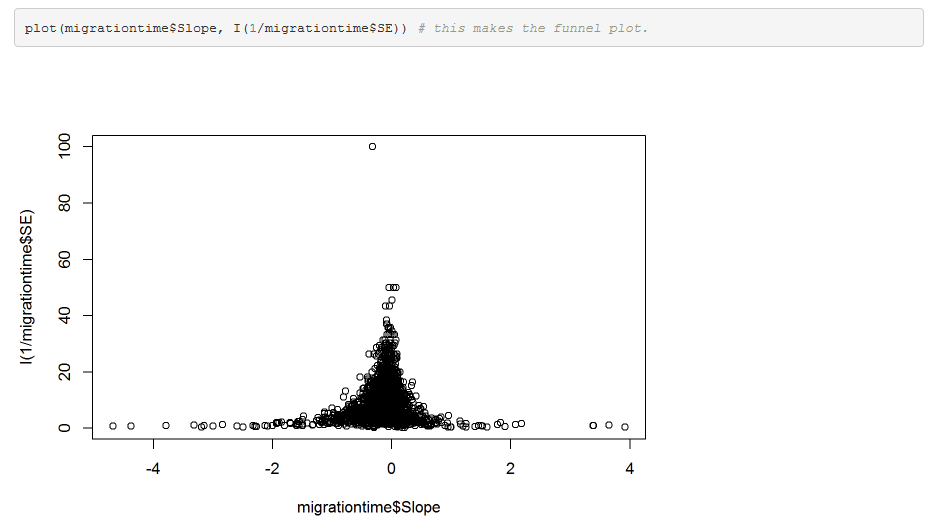 plot(migrationtime$Slope, I(1/migrationtime$SE)) # this makes the funnel plot.
100
80
60
40
20
0
I(1/migrationtime$SE)
-4 -2 0 2 4
migrationtime$Slope